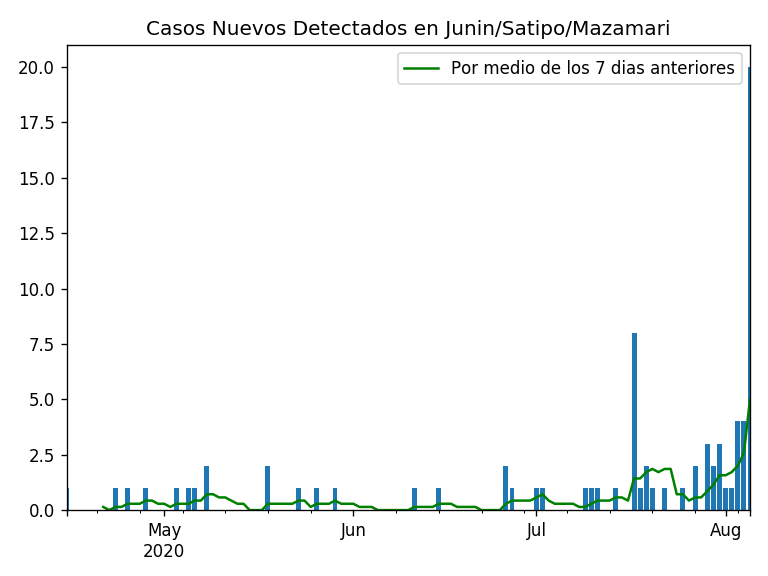 Casos Nuevos Detectados en Junin/Satipo/Mazamari
Por medio de los 7 dias anteriores
20.0
17.5
15.0
12.5
10.0
7.5
5.0
2.5
0.0
May
2020
Jun
Jul
Aug